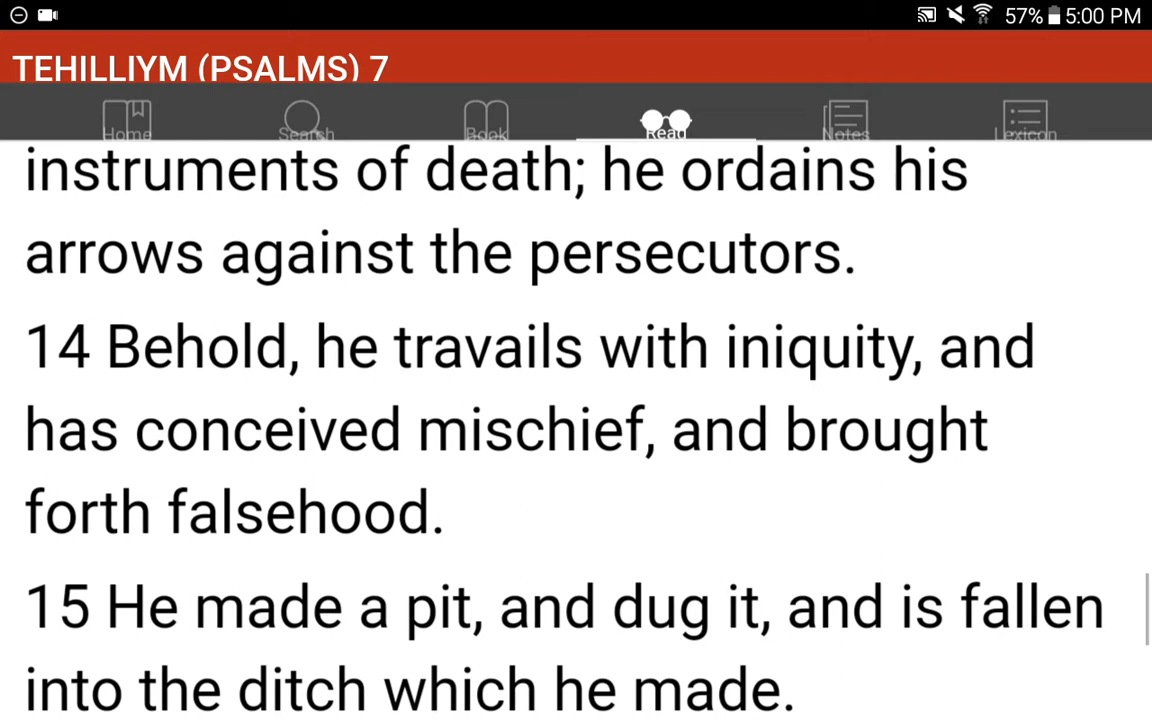 57% 5:00 PM
TEHILLIYM (PSALMS) 7
Home Search Book Read Notes Lexicon
instruments of death; he ordains his
arrows against the persecutors.
14 Behold, he travails with iniquity, and
has conceived mischief, and brought
forth falsehood.
15 He made a pit, and dug it, and is fallen
into the ditch which he made.